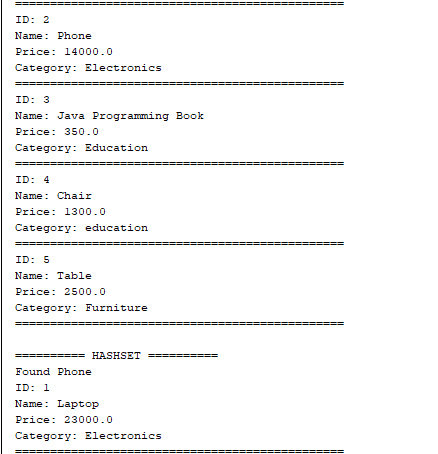 ===============================================
ID: 2
Name: Phone
Price: 14000.0
Category: Electronics
===============================================
ID: 3
Name: Java Programming Book
Price: 350.0
Category: Education
===============================================
ID: 4
Name: Chair
Price: 1300.0
Category: education
===============================================
ID: 5
Name: Table
Price: 2500.0
Category: Furniture
===============================================
========== HASHSET ==========
Found Phone
ID: 1
Name: Laptop
Price: 23000.0
Category: Electronics
===============================================